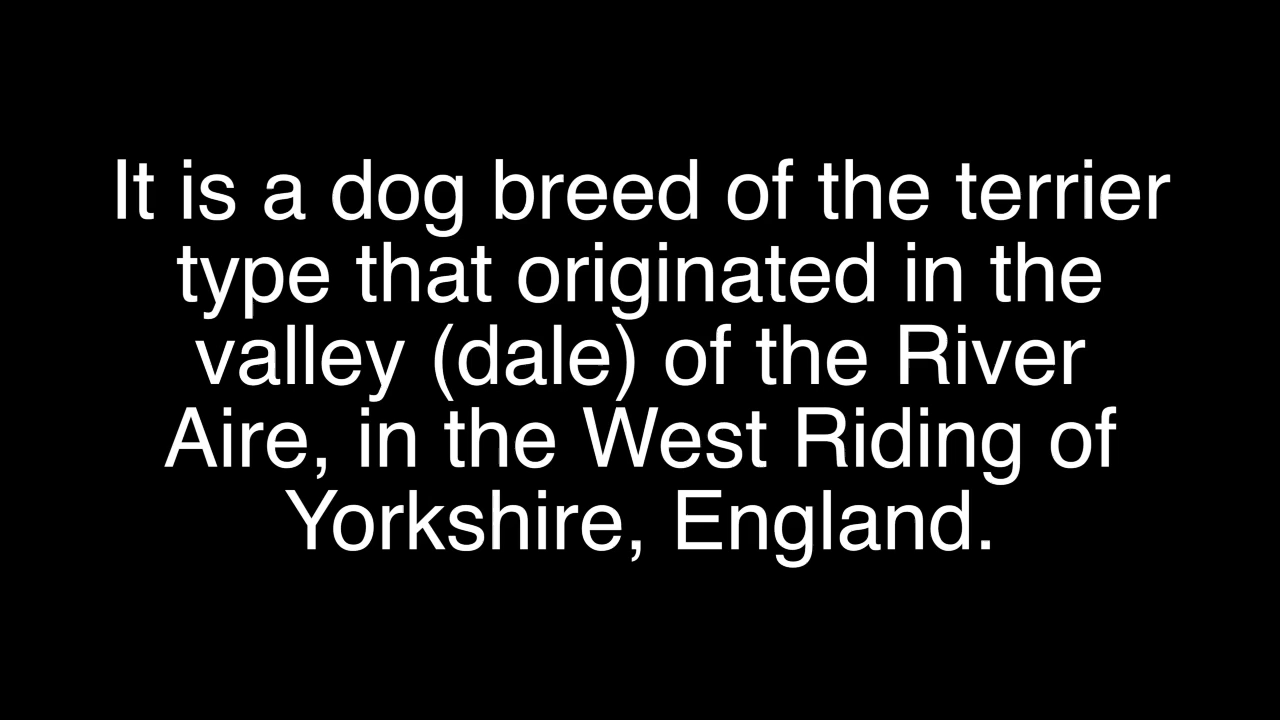 It is a dog breed of the terrier
type that originated in the
valley (dale) of the River
Aire, in the West Riding of
Yorkshire, England.